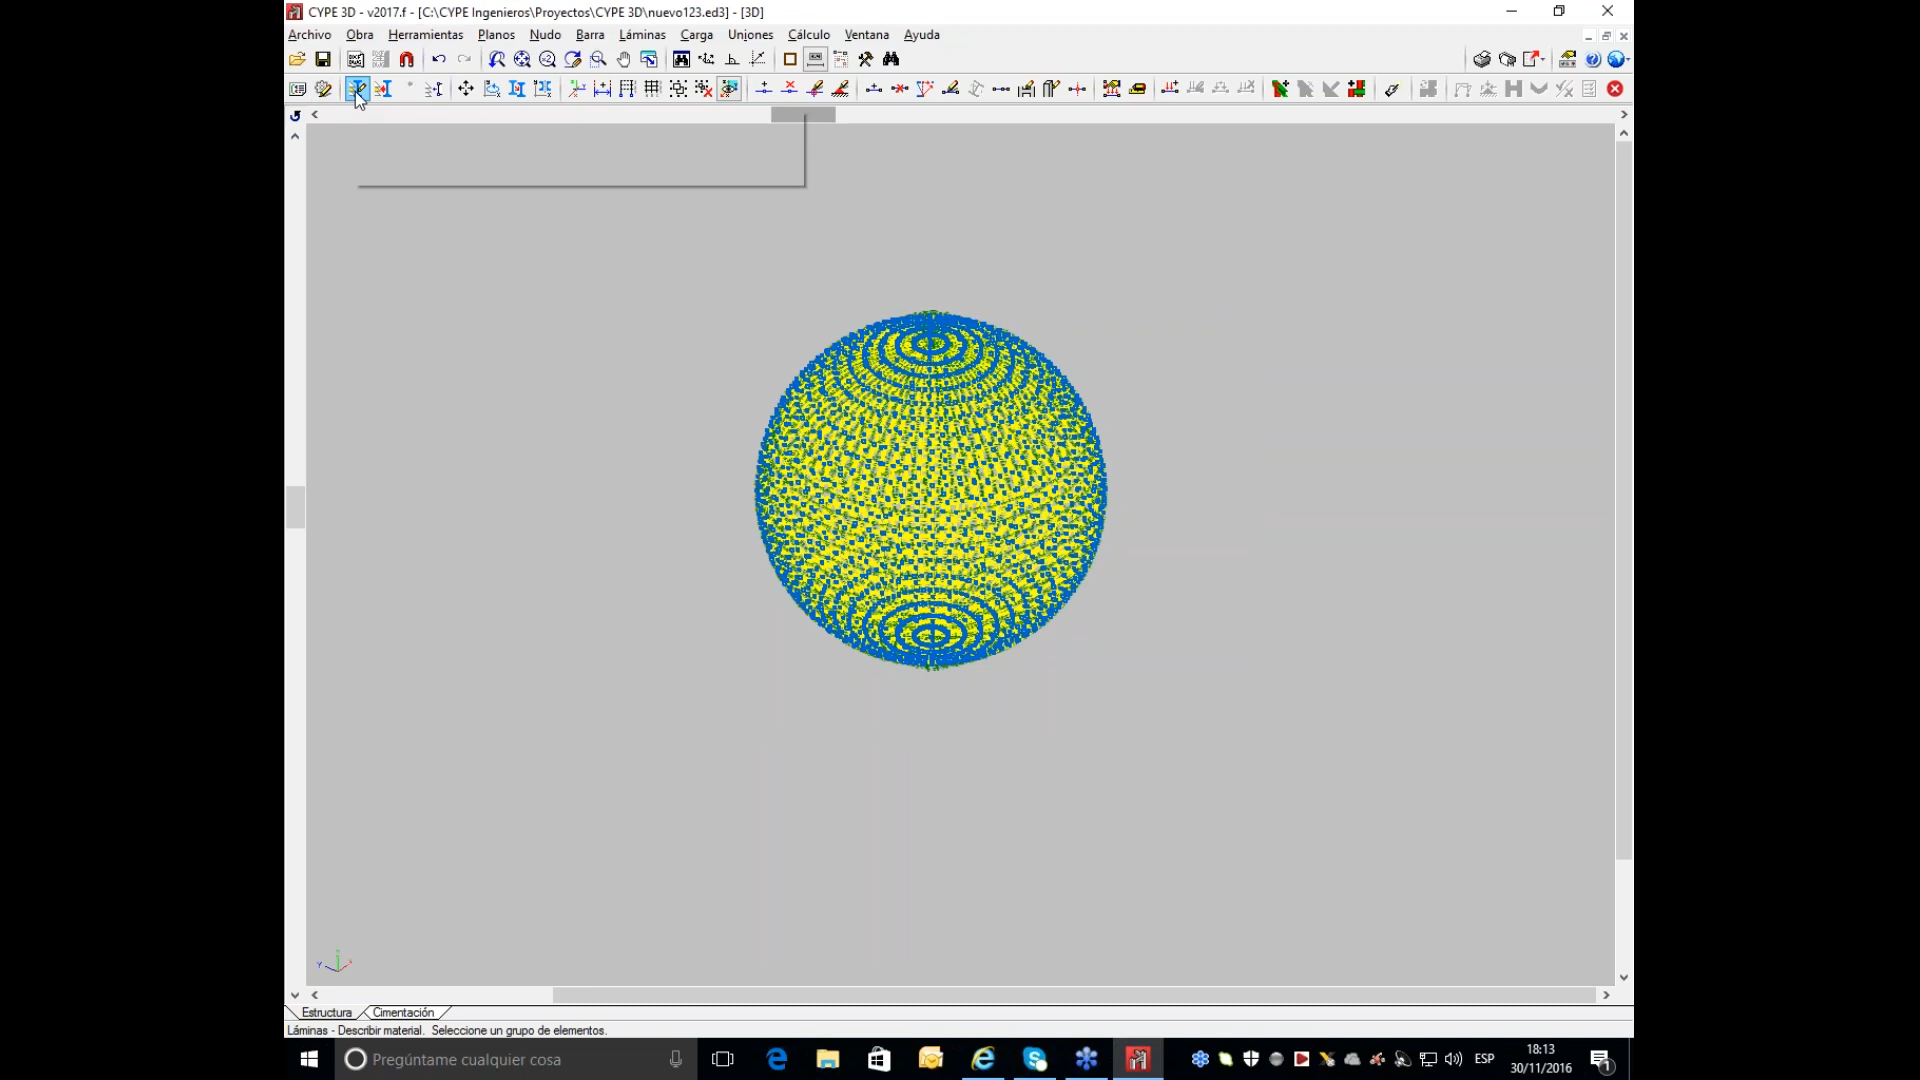 CYPE 3D - v2017.f - [C:\CYPE Ingenieros\Proyectos\CYPE 3D\nuevo123.ed3] - [3D]
Archivo Obra Herramientas Planos Nudo Barra Láminas Carga Uniones Cálculo Ventana Ayuda
Estructura Cimentación
Láminas - Describir material. Seleccione un grupo de elementos.
Pregúntame cualquier cosa
ESP
18:13
30/11/2016
1